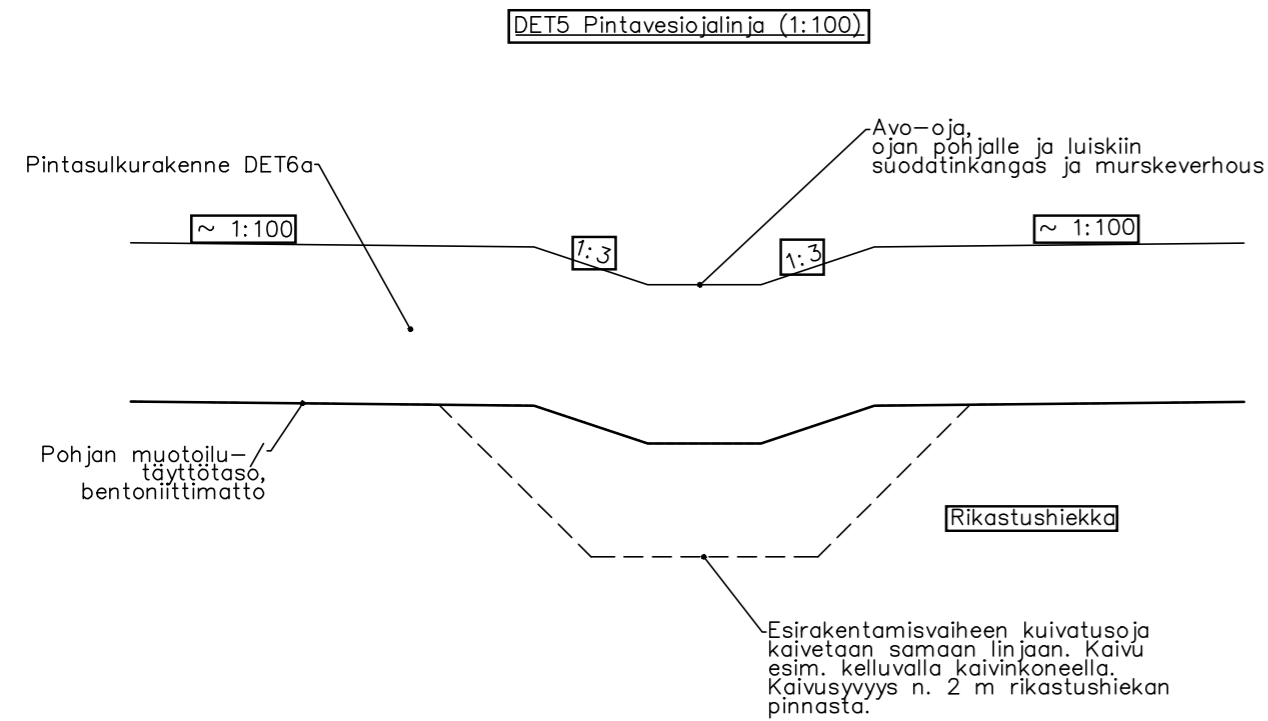 DET5 Pintavesiojalinja (1:100)
Avo-oja,
ojan pohjalle ja luiskiin
suodatinkangas ja murskeverhous
Pintasulkurakenne DET6a
~ 1:100
~ 1:100
1:3
1:3
Pohjan muotoilu-/
täyttötaso,
bentoniittimatto
Rikastushiekka
Esirakentamisvaiheen kuivatusoja
kaivetaan samaan linjaan. Kaivu
esim. kelluvalla kaivinkoneella.
Kaivusyvyys n. 2 m rikastushiekan
pinnasta.